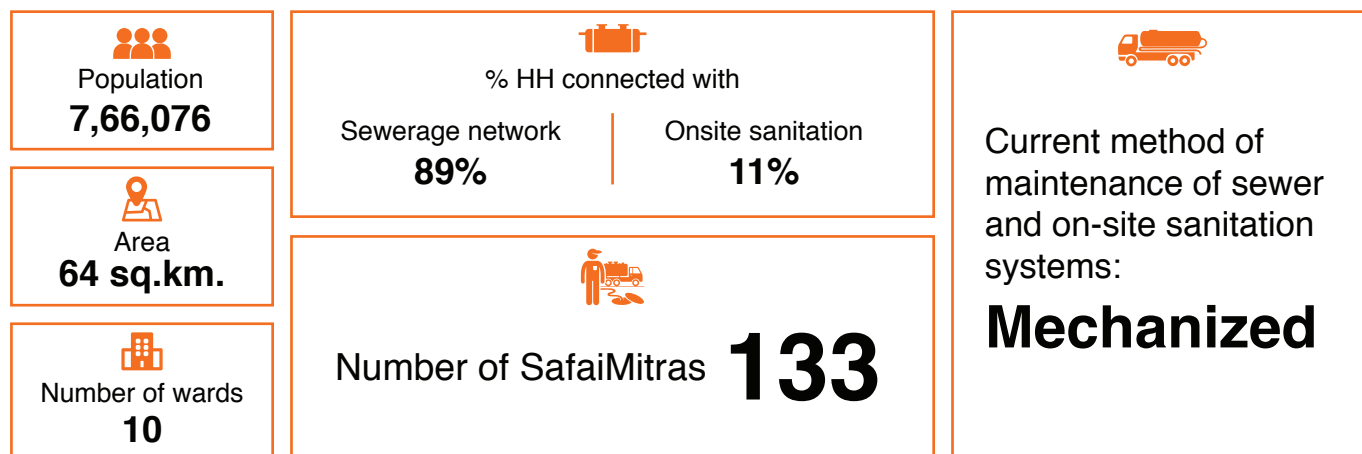 Population
7,66,076
Area
64 sq.km.
Number of wards
10
% HH connected with
Sewerage network
89%
Onsite sanitation
11%
Number of SafaiMitras 133
Current method of
maintenance of sewer
and on-site sanitation
systems:
Mechanized